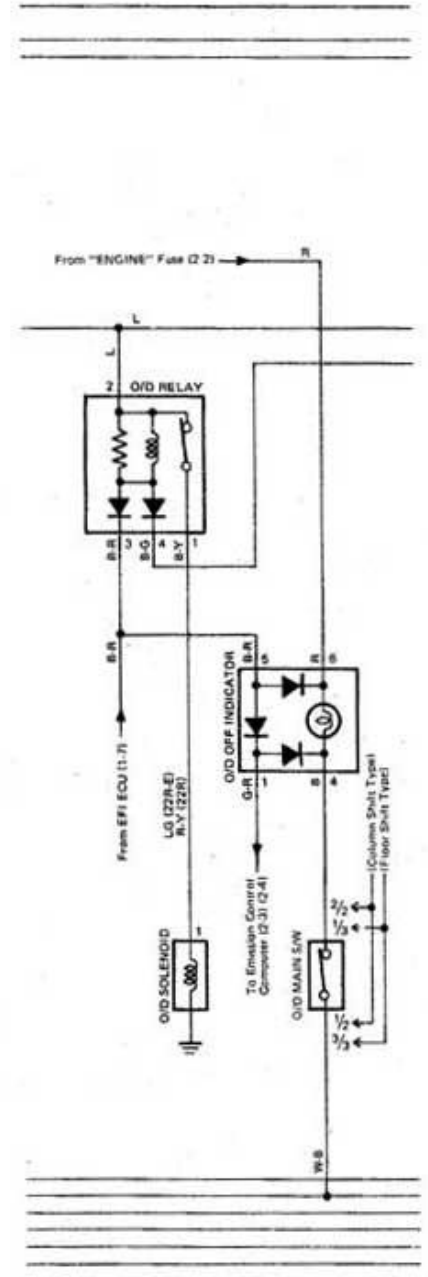 R
From "ENGINE" Fuse (2 2)
L
L
2 O/D RELAY
B-R 3
B-G 4
B-Y 1
B-R
B-R 5
R 6
O/D OFF INDICATOR
G-R 1
B 4
From EFI ECU (1-7)
LG (22R-E)
R-Y (22R)
To Emission Control
Computer (2-3) (2-4)
(Column Shift Type)
(Floor Shift Type)
2/2
1/3
1
O/D SOLENOID
O/D MAIN S/W
1/2
3/3
W-B